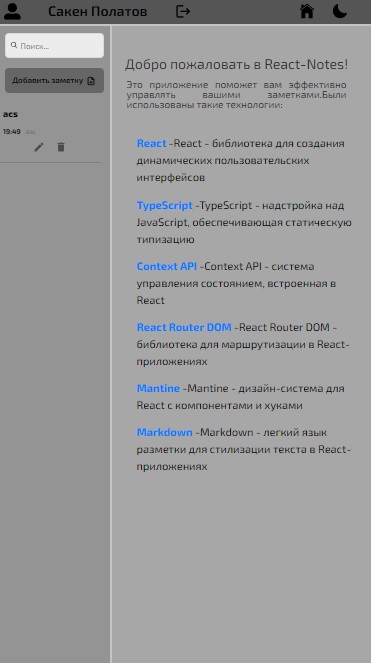 Сакен Полатов
Поиск...
Добавить заметку
acs
19:49
Добро пожаловать в React-Notes!
Это приложение поможет вам эффективно
управлять вашими заметками.Были
использованы такие технологии:
React -React - библиотека для создания
динамических пользовательских
интерфейсов
TypeScript -TypeScript - надстройка над
JavaScript, обеспечивающая статическую
типизацию
Context API -Context API - система
управления состоянием, встроенная в
React
React Router DOM -React Router DOM -
библиотека для маршрутизации в React-
приложениях
Mantine -Mantine - дизайн-система для
React с компонентами и хуками
Markdown -Markdown - легкий язык
разметки для стилизации текста в React-
приложениях